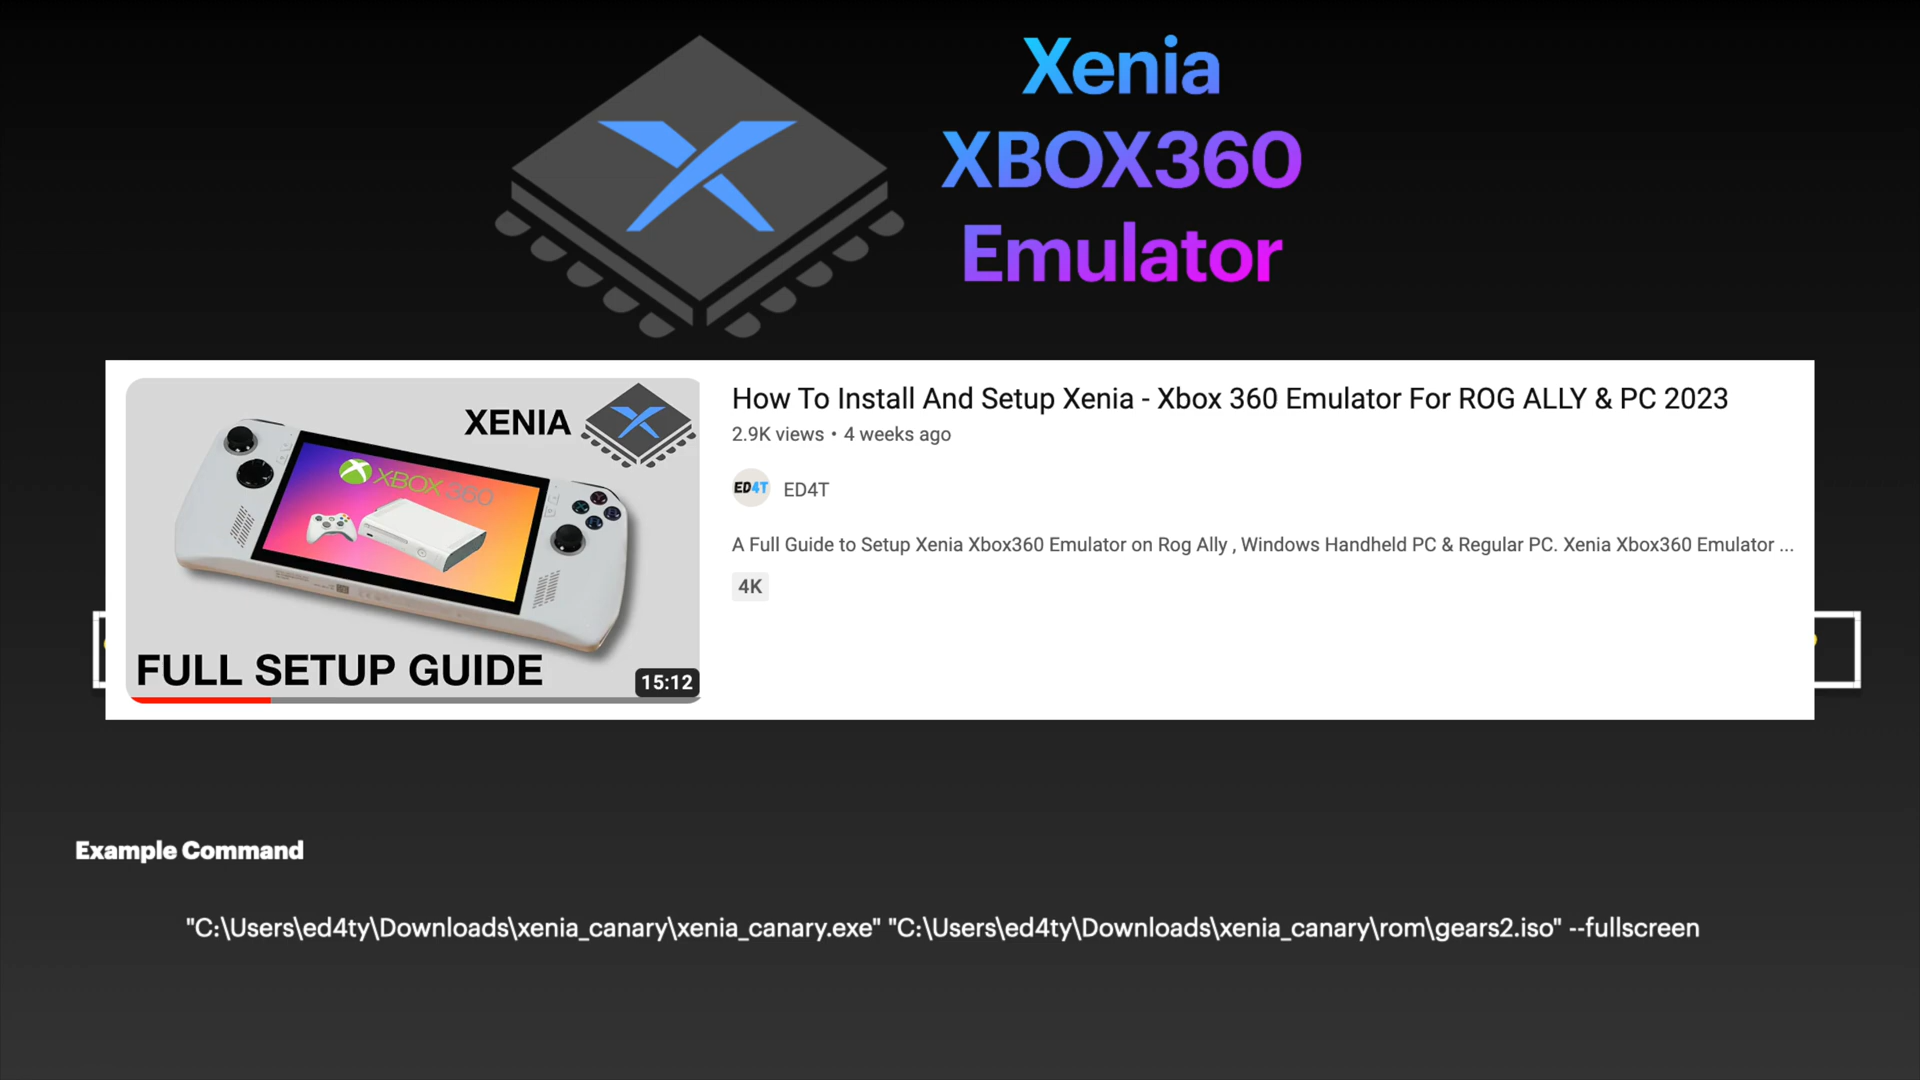 Xenia
XBOX360
Emulator
XENIA
XBOX 360
FULL SETUP GUIDE
15:12
How To Install And Setup Xenia - Xbox 360 Emulator For ROG ALLY & PC 2023
2.9K views • 4 weeks ago
ED4T
ED4T
A Full Guide to Setup Xenia Xbox360 Emulator on Rog Ally , Windows Handheld PC & Regular PC. Xenia Xbox360 Emulator ...
4K
Example Command
"C:\Users\ed4ty\Downloads\xenia_canary\xenia_canary.exe" "C:\Users\ed4ty\Downloads\xenia_canary\rom\gears2.iso" --fullscreen